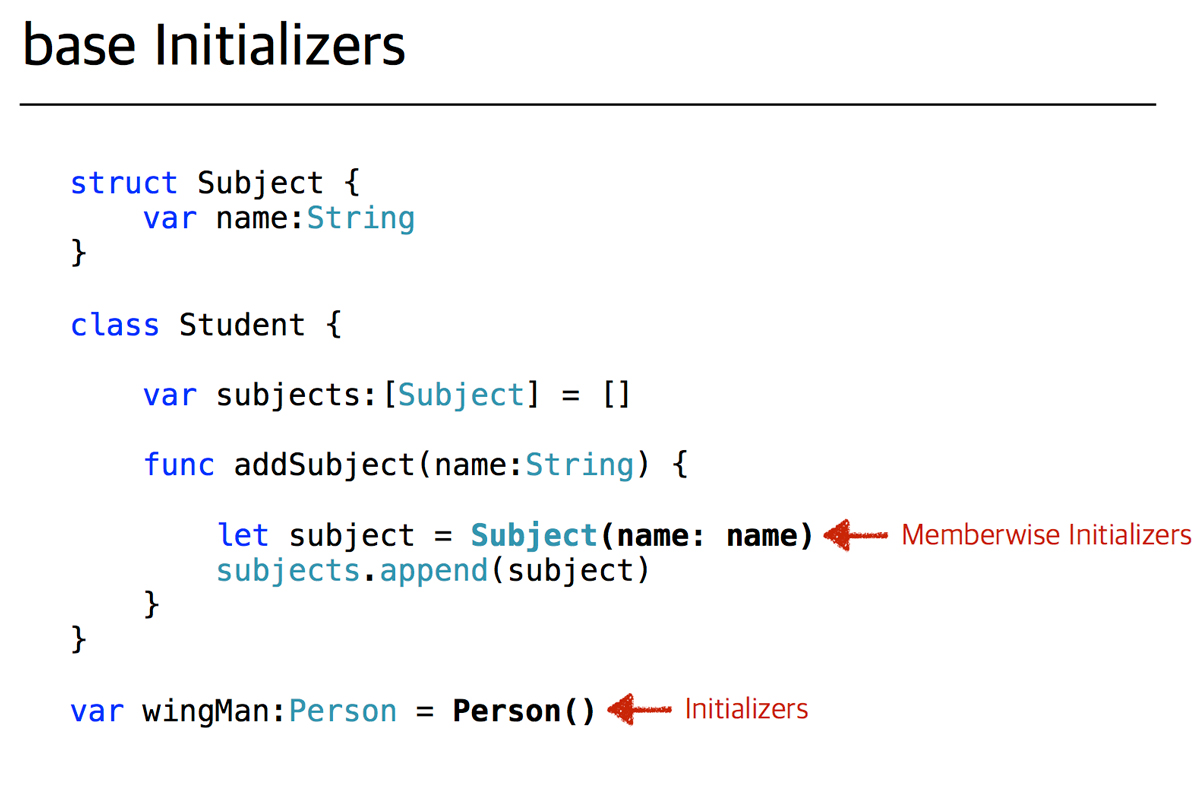 base Initializers
struct Subject {
    var name:String
}
class Student {
    var subjects:[Subject] = []
    func addSubject(name:String) {
        let subject = Subject(name: name) Memberwise Initializers
        subjects.append(subject)
    }
}
var wingMan:Person = Person() Initializers